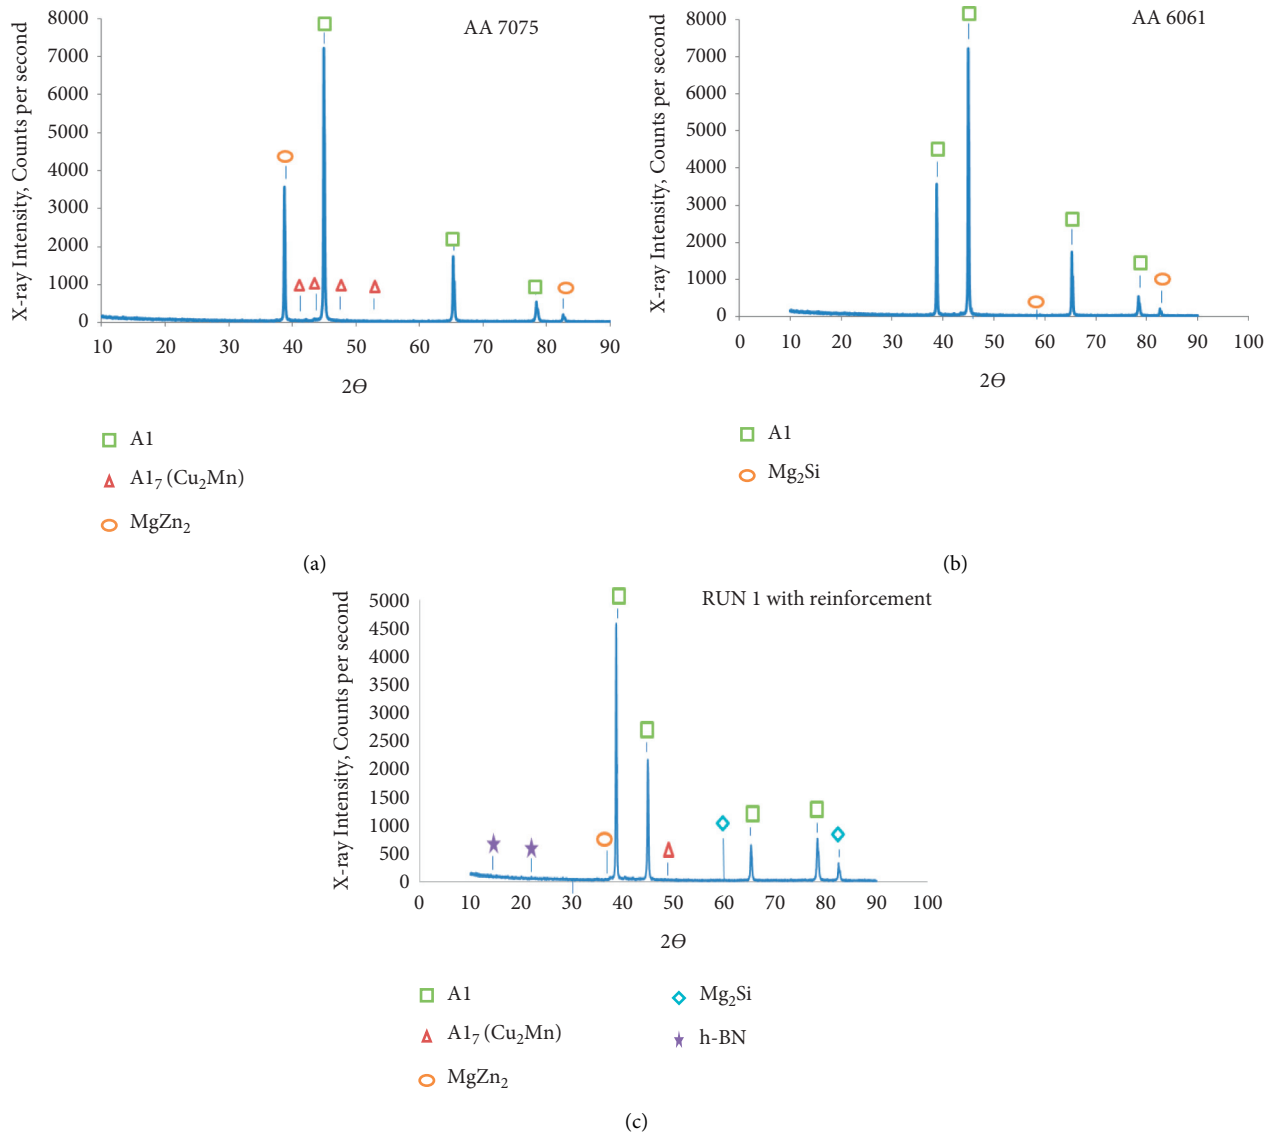 AA 7075
X-ray Intensity, Counts per second
8000
7000
6000
5000
4000
3000
2000
1000
0
10 20 30 40 50 60 70 80 90
2Θ
A1
A1₇ (Cu₂Mn)
MgZn₂
(a)
AA 6061
X-ray Intensity, Counts per second
8000
7000
6000
5000
4000
3000
2000
1000
0
0 10 20 30 40 50 60 70 80 90 100
2Θ
A1
Mg₂Si
(b)
RUN 1 with reinforcement
X-ray Intensity, Counts per second
5000
4500
4000
3500
3000
2500
2000
1500
1000
500
0
0 10 20 30 40 50 60 70 80 90 100
2Θ
A1
A1₇ (Cu₂Mn)
MgZn₂
Mg₂Si
h-BN
(c)